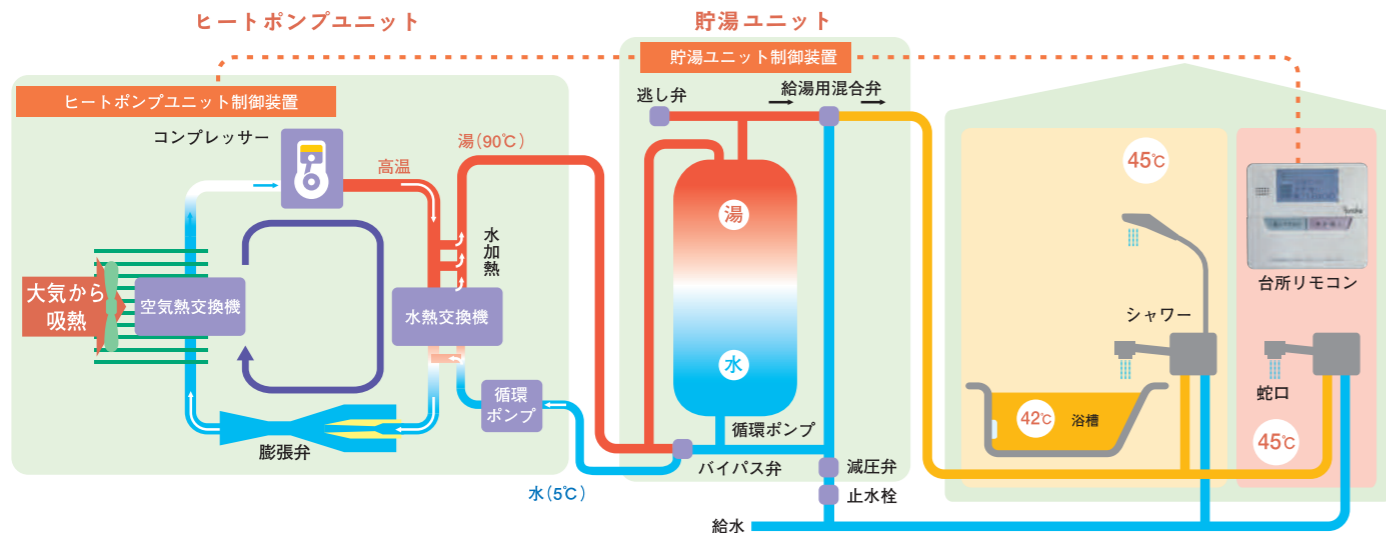 ヒートポンプユニット
貯湯ユニット
貯湯ユニット制御装置
ヒートポンプユニット制御装置
逃し弁
給湯用混合弁
コンプレッサー
湯(90℃)
高温
45℃
湯
水加熱
大気から
吸熱
空気熱交換機
水熱交換機
台所リモコン
シャワー
水
循環
ポンプ
蛇口
42℃
浴槽
循環ポンプ
45℃
膨張弁
バイパス弁
減圧弁
水(5℃)
止水栓
給水